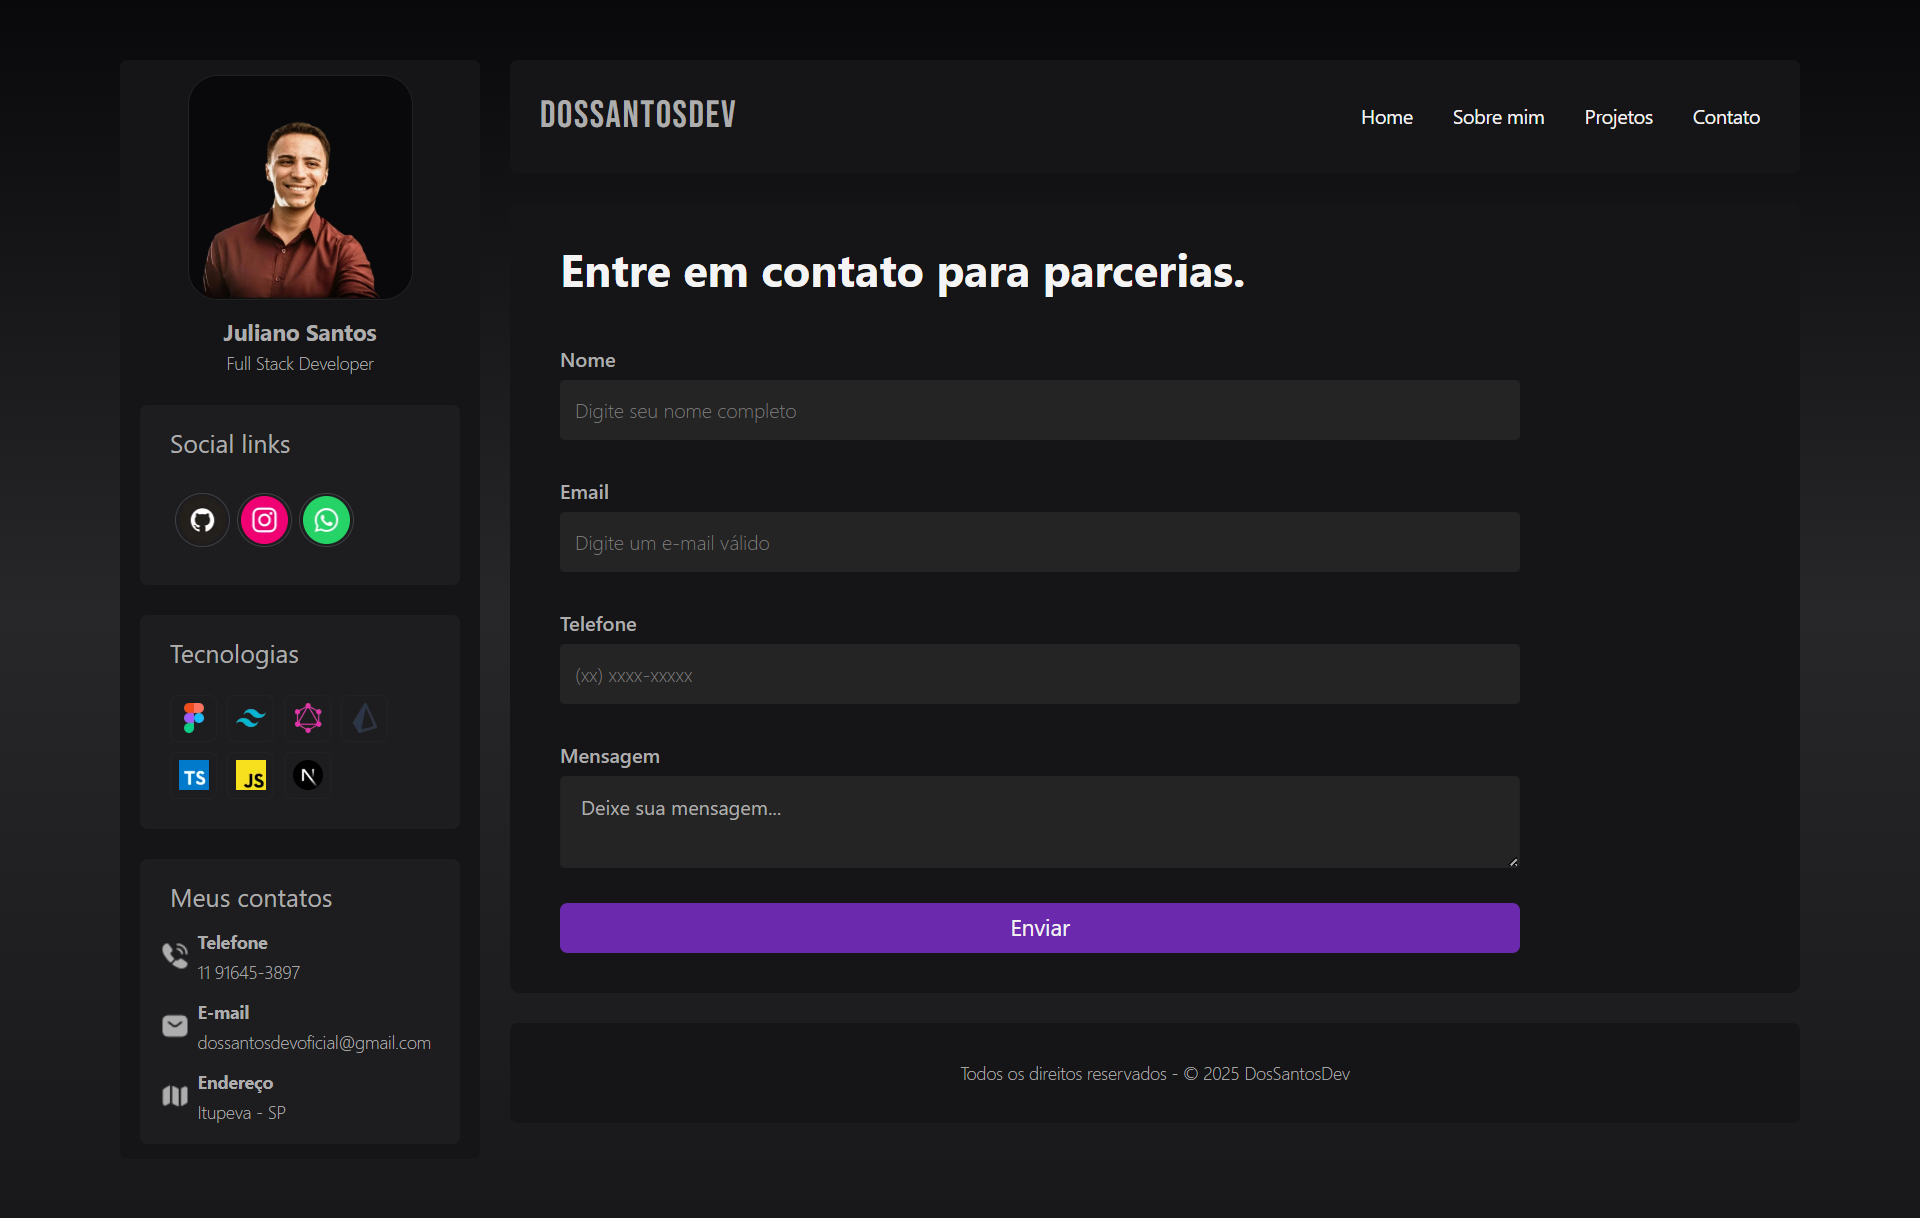 Juliano Santos
Full Stack Developer
Social links
Tecnologias
TS
JS
N
Meus contatos
Telefone
11 91645-3897
E-mail
dossantosdevoficial@gmail.com
Endereço
Itupeva - SP
DOSSANTOSDEV
Home
Sobre mim
Projetos
Contato
Entre em contato para parcerias.
Nome
Digite seu nome completo
Email
Digite um e-mail válido
Telefone
(xx) xxxx-xxxxx
Mensagem
Deixe sua mensagem...
Enviar
Todos os direitos reservados - © 2025 DosSantosDev